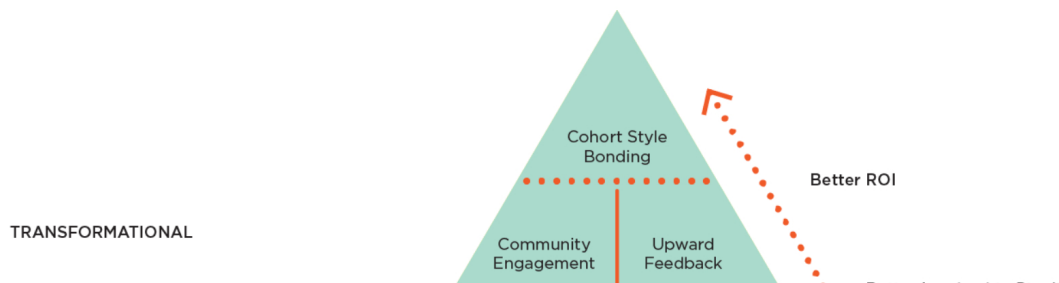 Cohort Style
Bonding
Better ROI
TRANSFORMATIONAL
Community
Engagement
Upward
Feedback